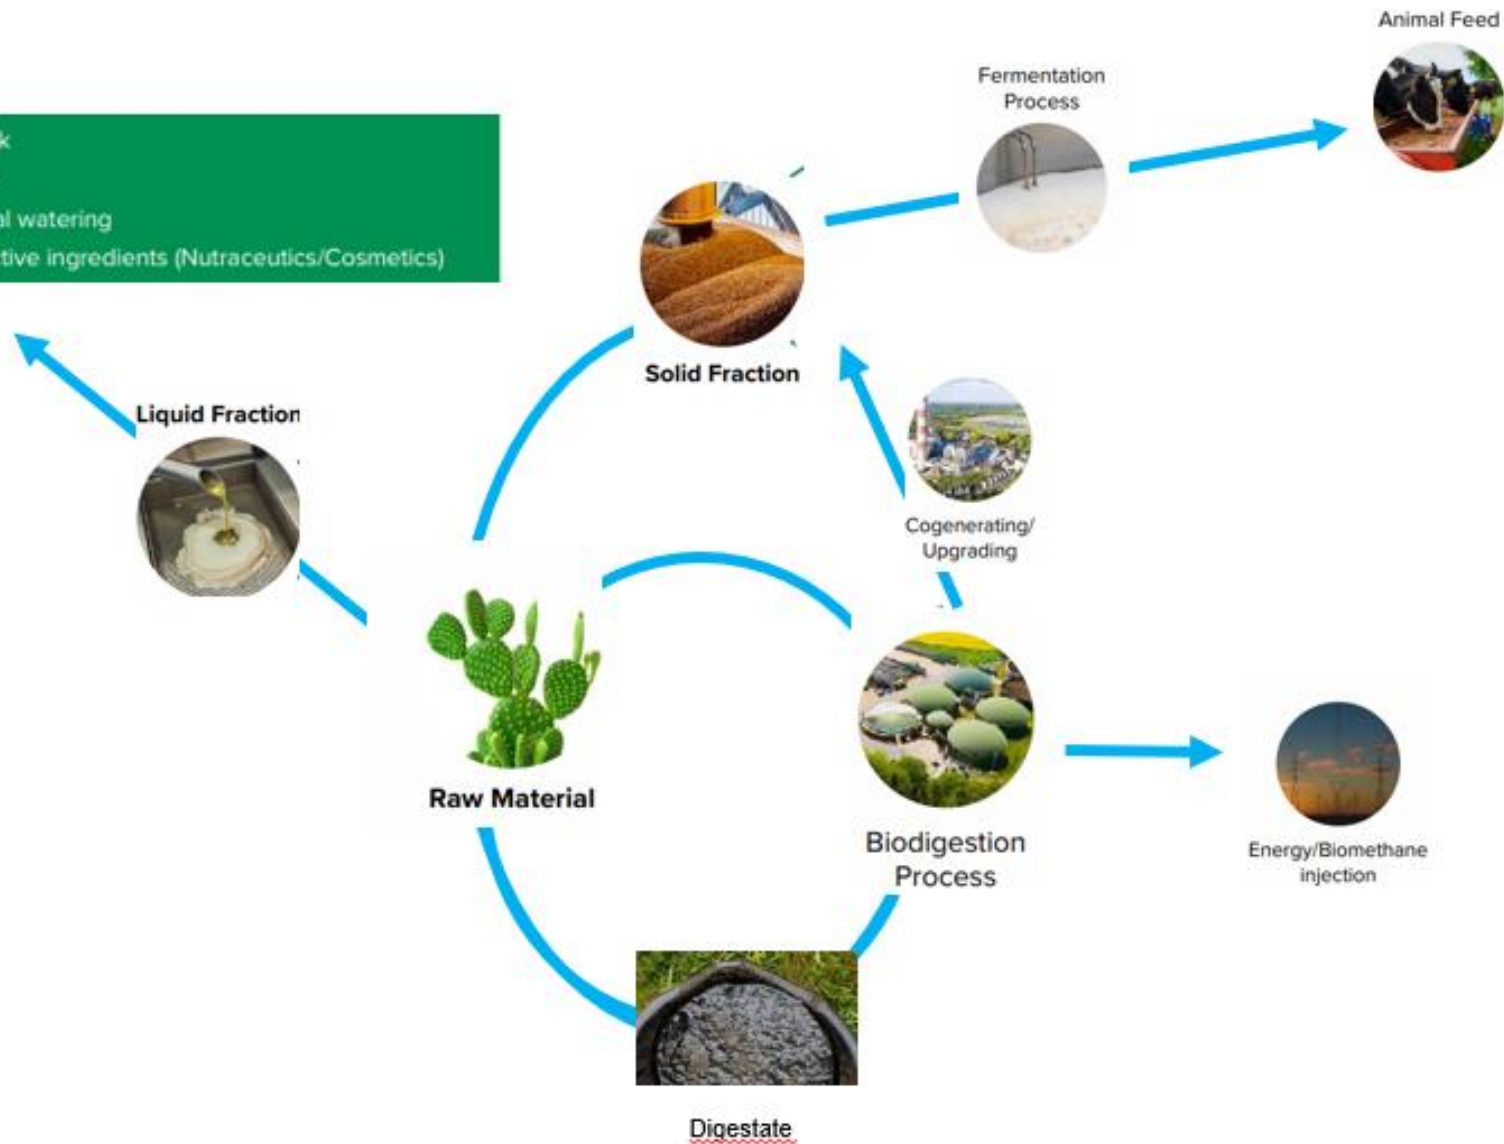 Animal Feed
Fermentation
Process
watering
ingredients (Nutraceutics/Cosmetics)
Solid Fraction
Liquid Fraction
Cogenerating/
Upgrading
Raw Material
Biodigestion
Process
Energy/Biomethane
injection
Digestate